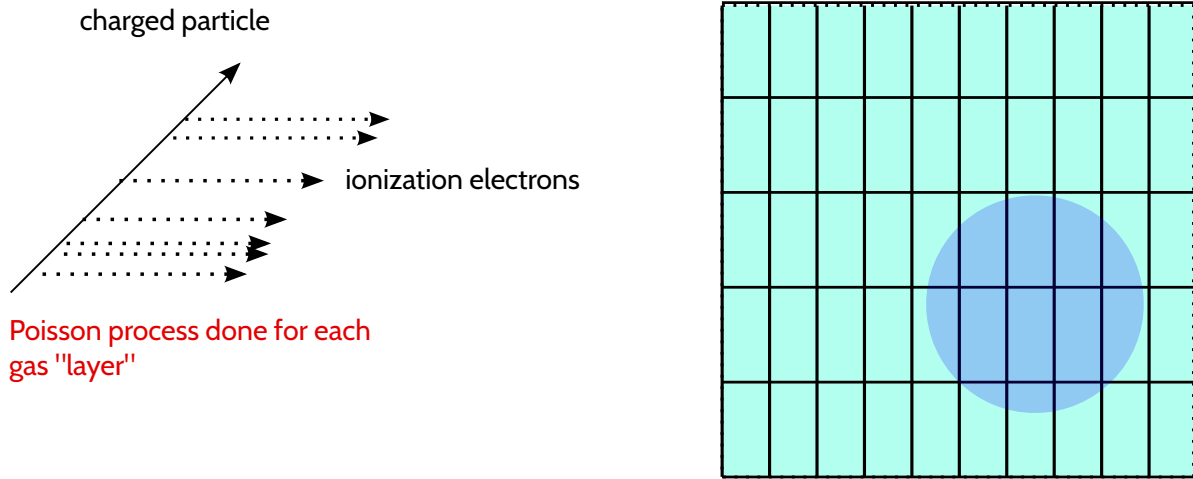 charged particle
ionization electrons
Poisson process done for each
gas "layer"